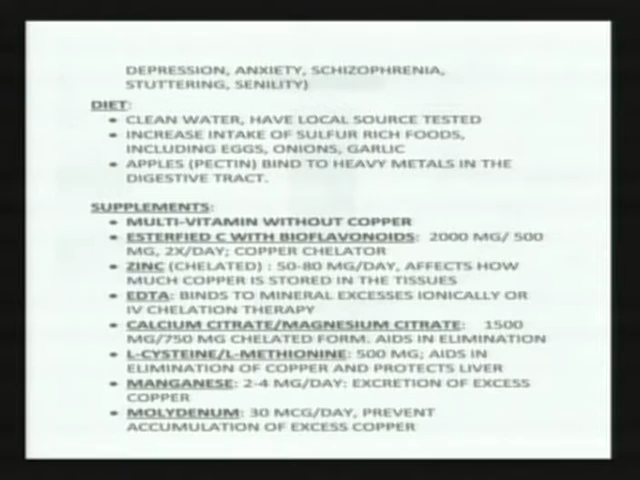 DEPRESSION, ANXIETY, SCHIZOPHRENIA,
STUTTERING, SENILITY)
DIET:
• CLEAN WATER, HAVE LOCAL SOURCE TESTED
• INCREASE INTAKE OF SULFUR RICH FOODS,
INCLUDING EGGS, ONIONS, GARLIC
• APPLES (PECTIN) BIND TO HEAVY METALS IN THE
DIGESTIVE TRACT.
SUPPLEMENTS:
• MULTI-VITAMIN WITHOUT COPPER
• ESTERFIED C WITH BIOFLAVONOIDS: 2000 MG/ 500
MG, 2X/DAY; COPPER CHELATOR
• ZINC (CHELATED) : 50-80 MG/DAY, AFFECTS HOW
MUCH COPPER IS STORED IN THE TISSUES
• EDTA: BINDS TO MINERAL EXCESSES IONICALLY OR
IV CHELATION THERAPY
• CALCIUM CITRATE/MAGNESIUM CITRATE: 1500
MG/750 MG CHELATED FORM. AIDS IN ELIMINATION
• L-CYSTEINE/L-METHIONINE: 500 MG; AIDS IN
ELIMINATION OF COPPER AND PROTECTS LIVER
• MANGANESE: 2-4 MG/DAY: EXCRETION OF EXCESS
COPPER
• MOLYDENUM: 30 MCG/DAY, PREVENT
ACCUMULATION OF EXCESS COPPER